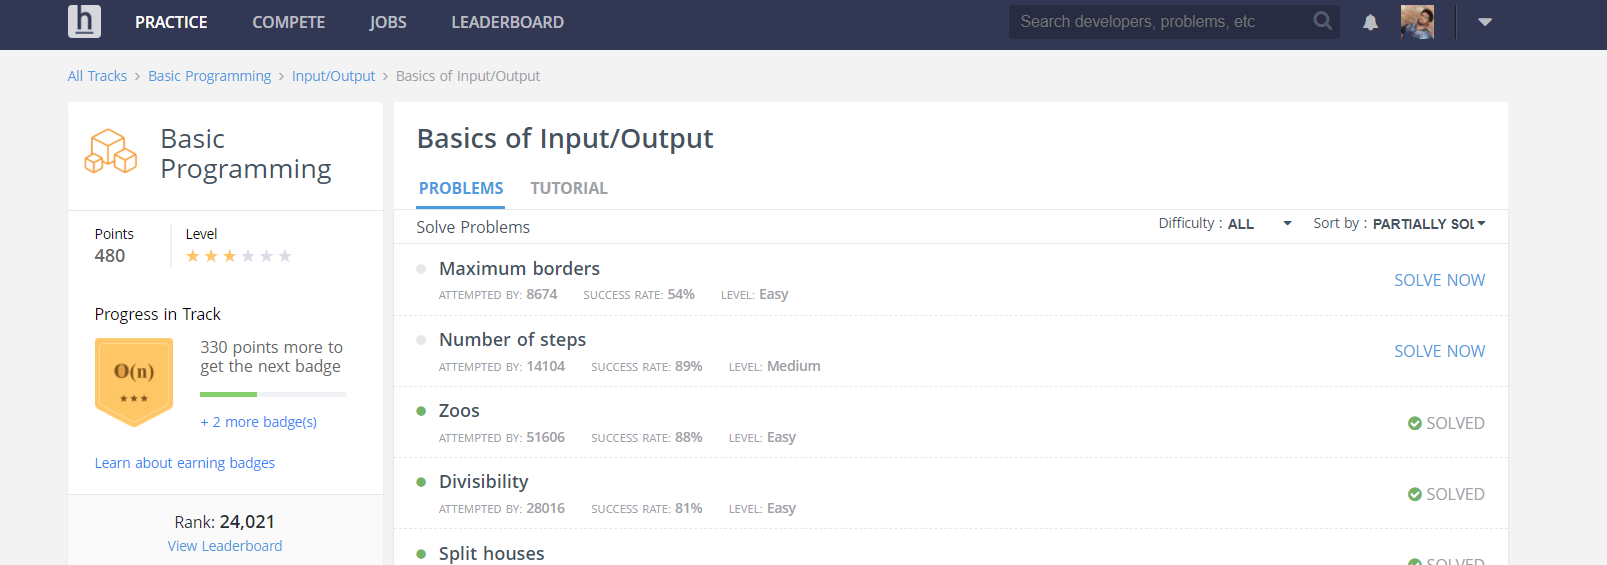 h PRACTICE COMPETE JOBS LEADERBOARD Search developers, problems, etc
All Tracks > Basic Programming > Input/Output > Basics of Input/Output
Basic
Programming
Points Level
480
Progress in Track
O(n)
330 points more to
get the next badge
+ 2 more badge(s)
Learn about earning badges
Rank: 24,021
View Leaderboard
Basics of Input/Output
PROBLEMS TUTORIAL
Solve Problems Difficulty : ALL Sort by : PARTIALLY SOL
Maximum borders
ATTEMPTED BY: 8674 SUCCESS RATE: 54% LEVEL: Easy
SOLVE NOW
Number of steps
ATTEMPTED BY: 14104 SUCCESS RATE: 89% LEVEL: Medium
SOLVE NOW
Zoos
ATTEMPTED BY: 51606 SUCCESS RATE: 88% LEVEL: Easy
SOLVED
Divisibility
ATTEMPTED BY: 28016 SUCCESS RATE: 81% LEVEL: Easy
SOLVED
Split houses
SOLVED